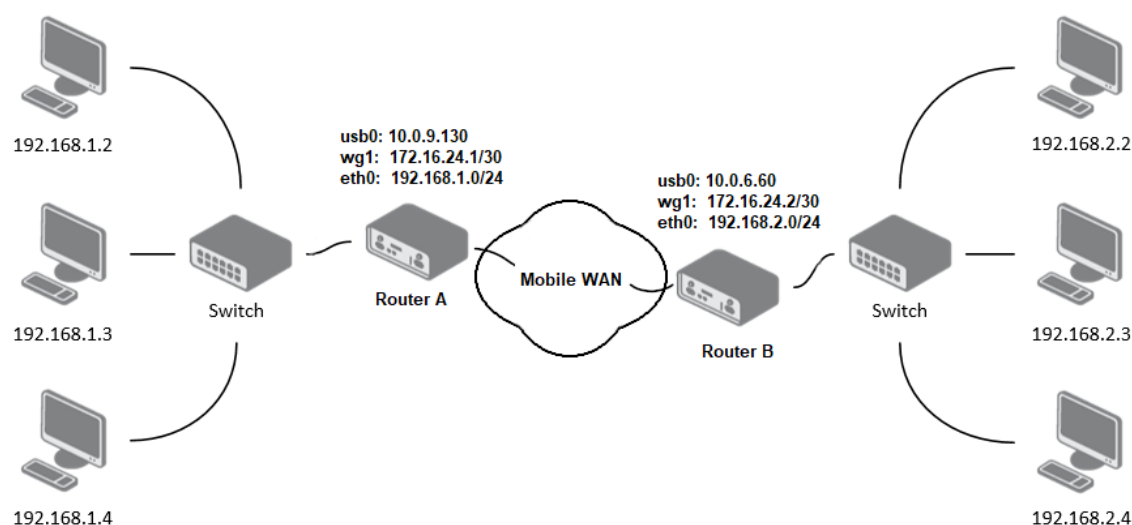 192.168.1.2
192.168.1.3
192.168.1.4
Switch
usb0: 10.0.9.130
wg1: 172.16.24.1/30
eth0: 192.168.1.0/24
Router A
Mobile WAN
usb0: 10.0.6.60
wg1: 172.16.24.2/30
eth0: 192.168.2.0/24
Router B
Switch
192.168.2.2
192.168.2.3
192.168.2.4